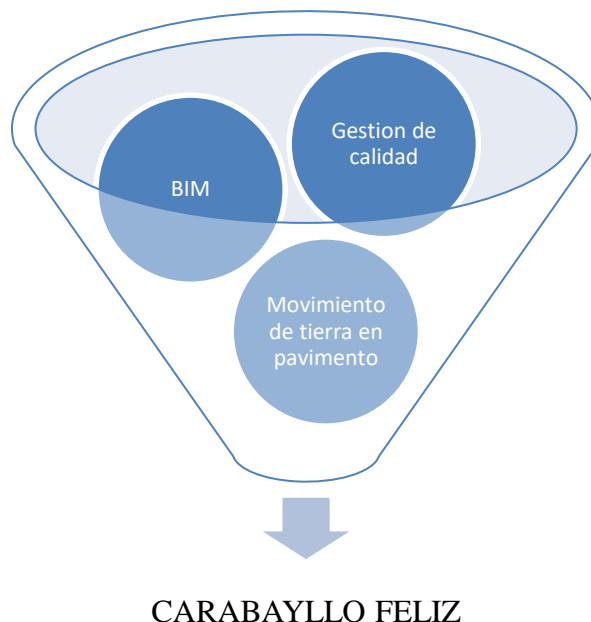 Gestion de
calidad
BIM
Movimiento
de tierra en
pavimento
CARABAYLLO FELIZ